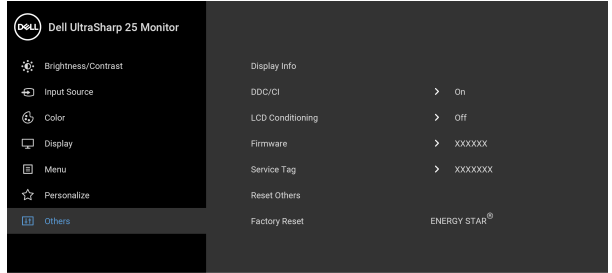 DELL Dell UltraSharp 25 Monitor
Brightness/Contrast Display Info
Input Source DDC/CI > On
Color LCD Conditioning > Off
Display Firmware > XXXXXX
Menu Service Tag > XXXXXXX
Personalize Reset Others
Others Factory Reset ENERGY STAR®